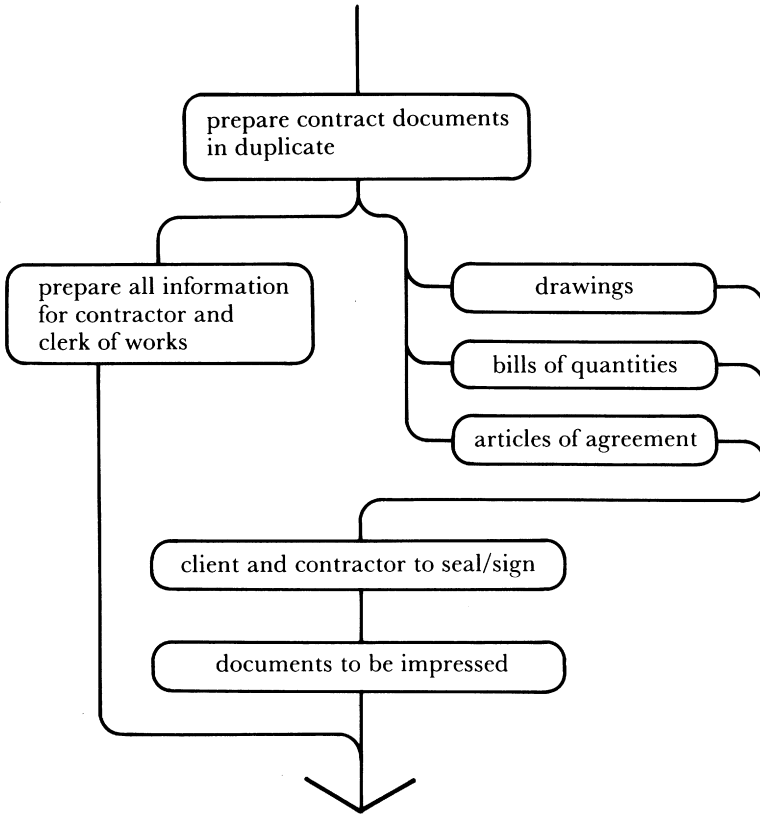 prepare contract documents
in duplicate
prepare all information
for contractor and
clerk of works
drawings
bills of quantities
articles of agreement
client and contractor to seal/sign
documents to be impressed